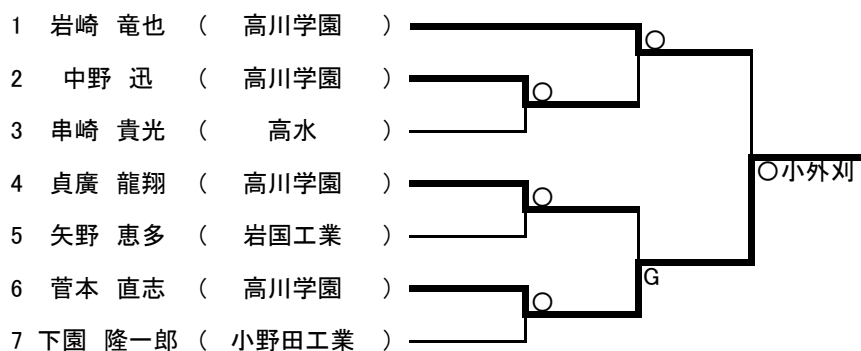 1 岩崎 竜也 ( 高川学園 )
○
2 中野 迅 ( 高川学園 )
○
3 串崎 貴光 ( 高水 )
○小外刈
4 貞廣 龍翔 ( 高川学園 )
○
5 矢野 恵多 ( 岩国工業 )
G
6 菅本 直志 ( 高川学園 )
○
7 下園 隆一郎 ( 小野田工業 )